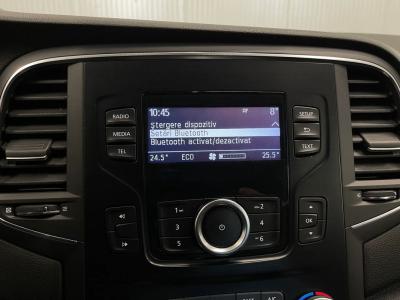 10:45 8°
RADIO
SETUP
Ștergere dispozitiv
MEDIA
Setări Bluetooth
Bluetooth activat/dezactivat
TEL
TEXT
24.5° ECO 25.5°
1 2
3 4
5 6
OK